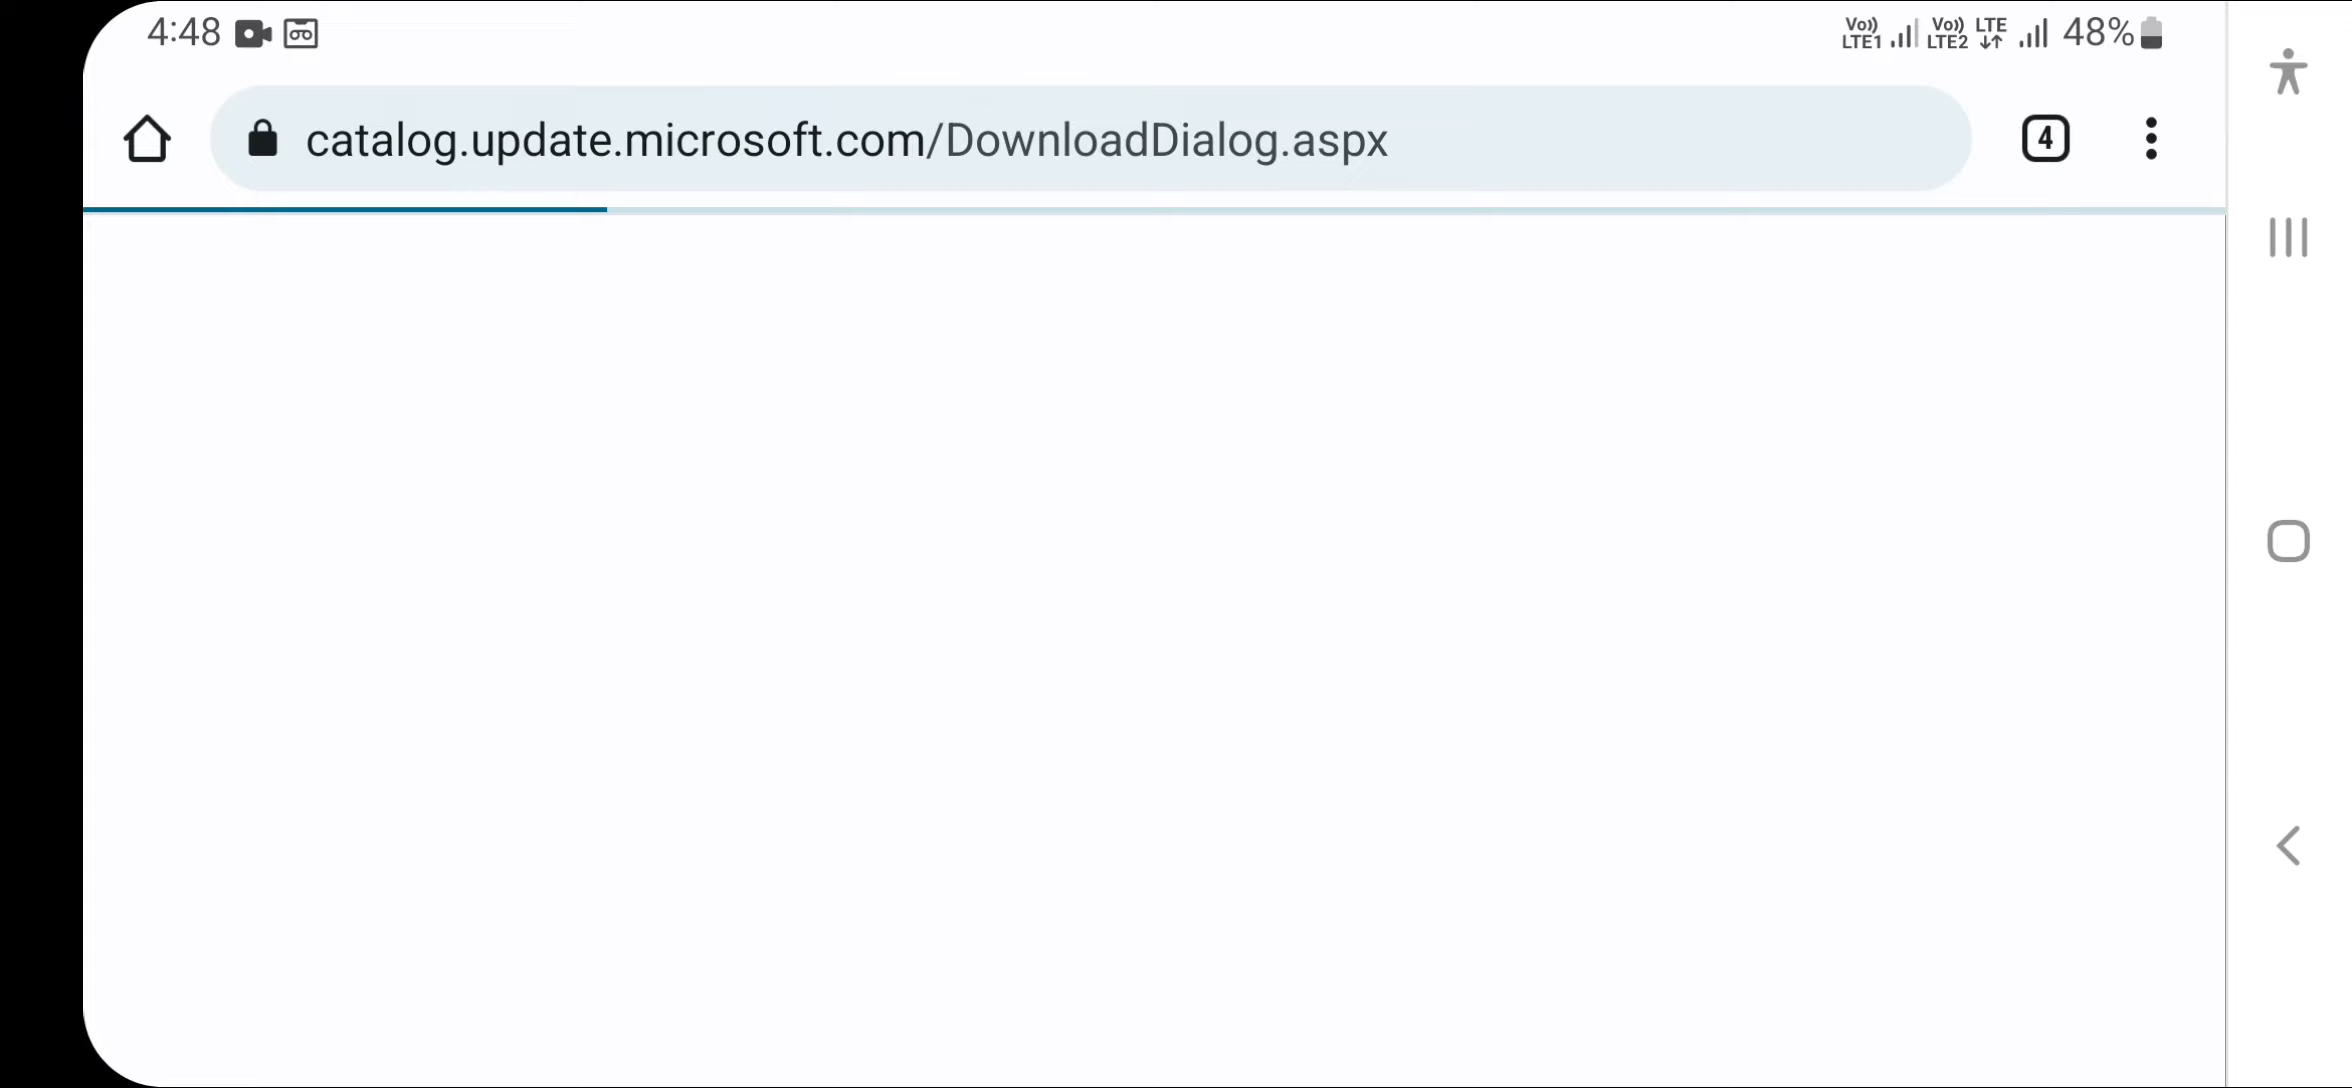 4:48
Vo)) LTE1 Vo)) LTE2 LTE 48%
catalog.update.microsoft.com/DownloadDialog.aspx
4